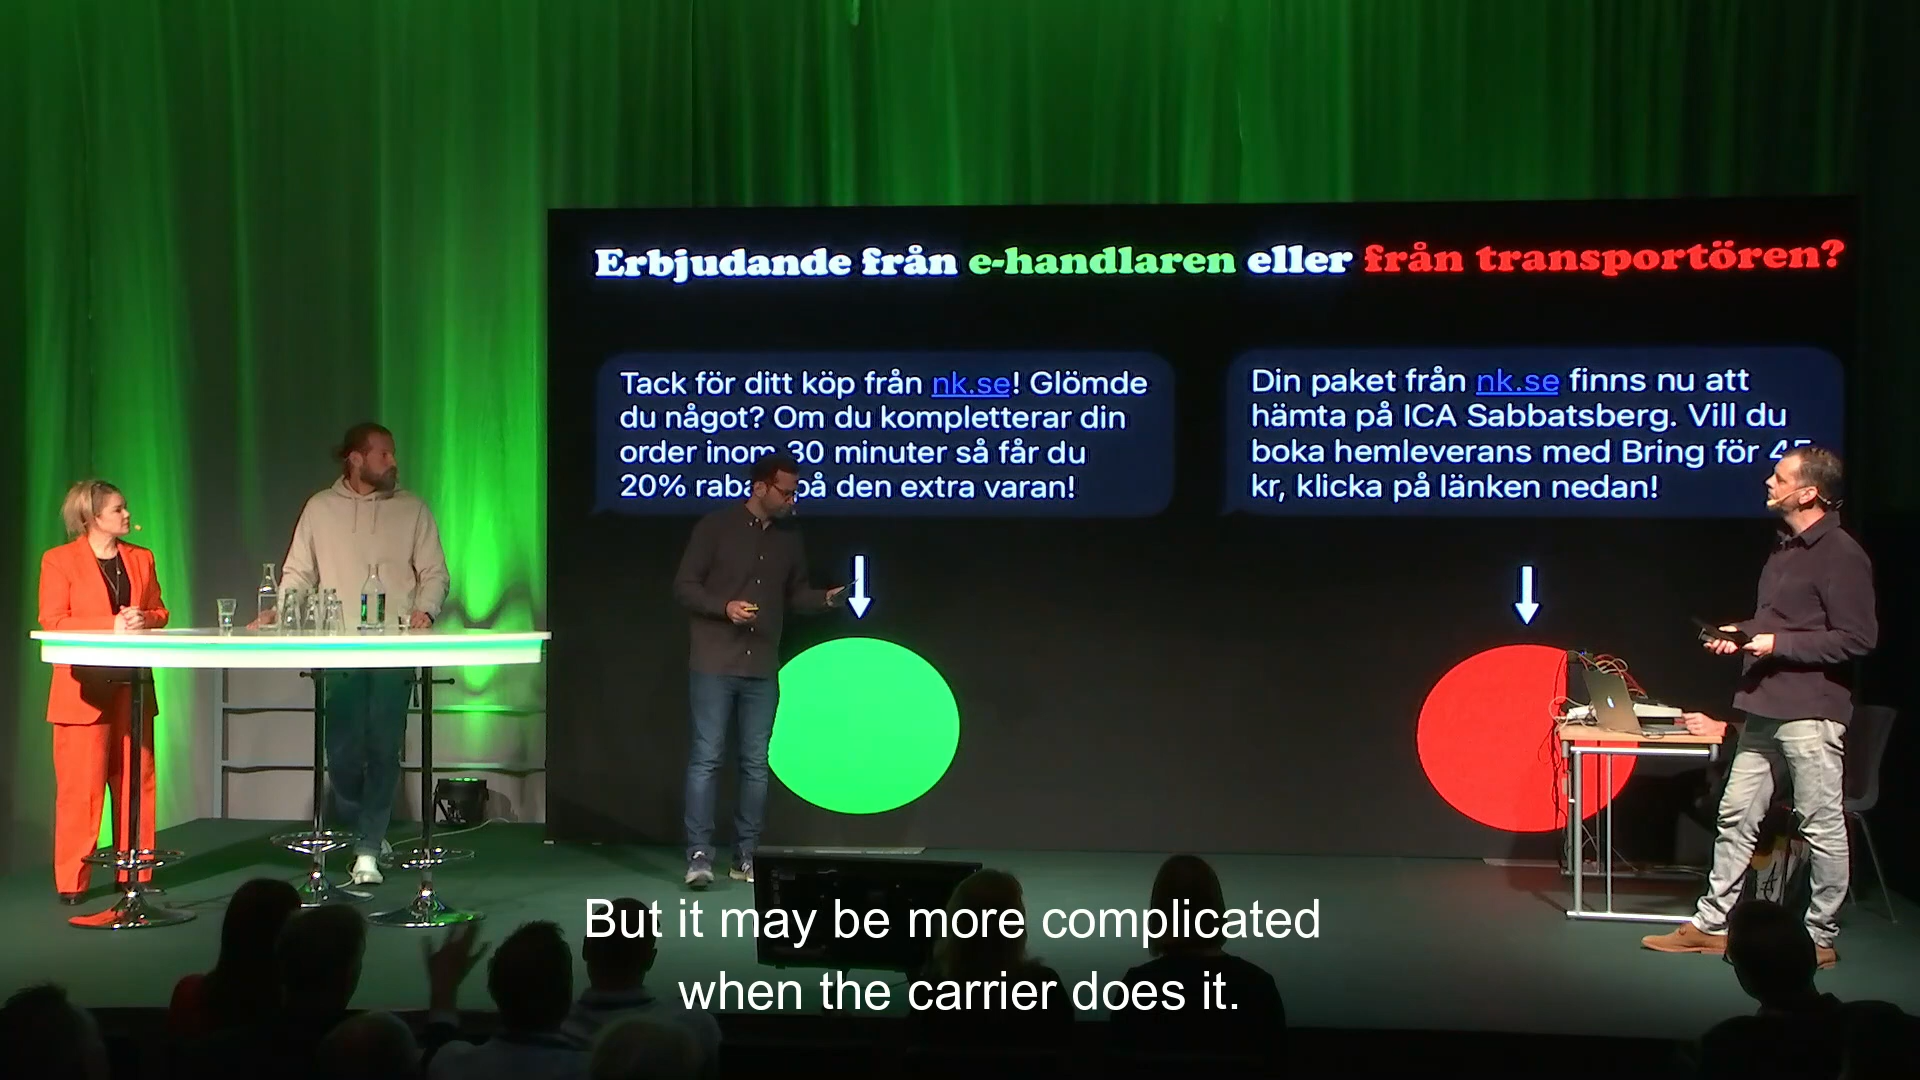 Erbjudande från e-handlaren eller från transportören?
Tack för ditt köp från nk.se! Glömde
du något? Om du kompletterar din
order inom 30 minuter så får du
20% på den extra varan!
Din paket från nk.se finns nu att
hämta på ICA Sabbatsberg. Vill du
boka hemleverans med Bring för
kr, klicka på länken nedan!
But it may be more complicated
when the carrier does it.